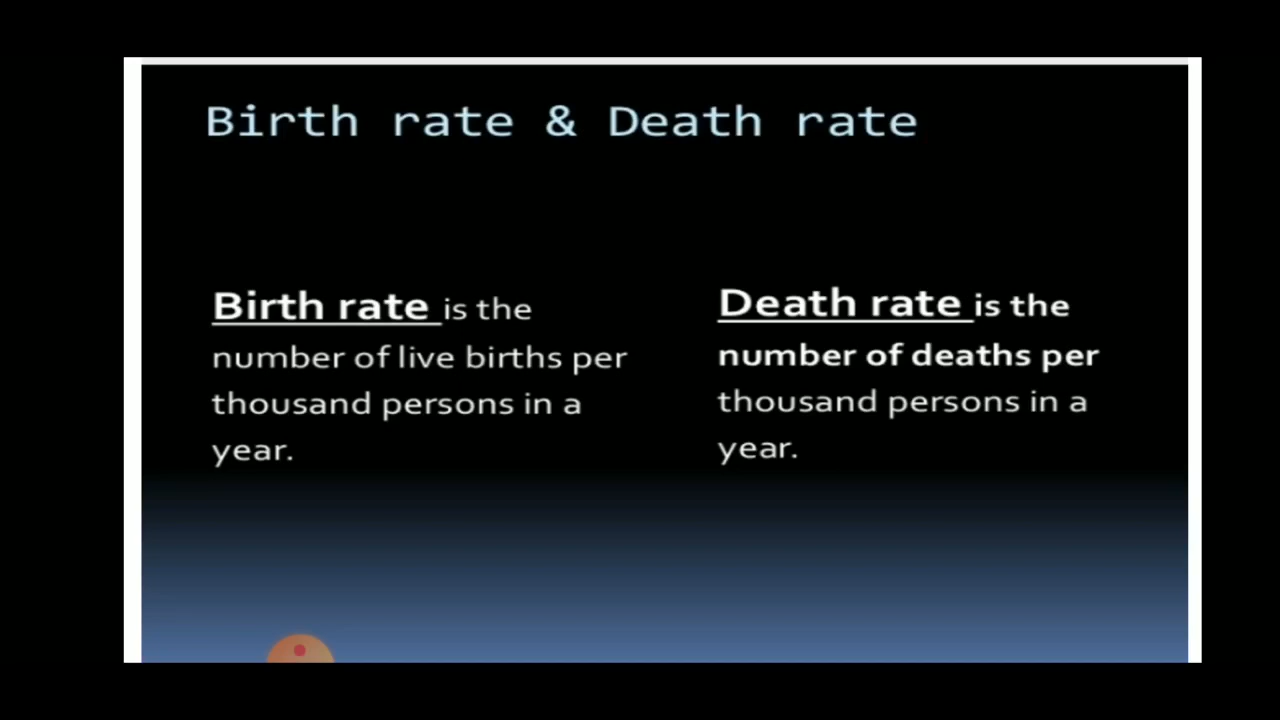 Birth rate & Death rate
Birth rate is the
number of live births per
thousand persons in a
year.
Death rate is the
number of deaths per
thousand persons in a
year.